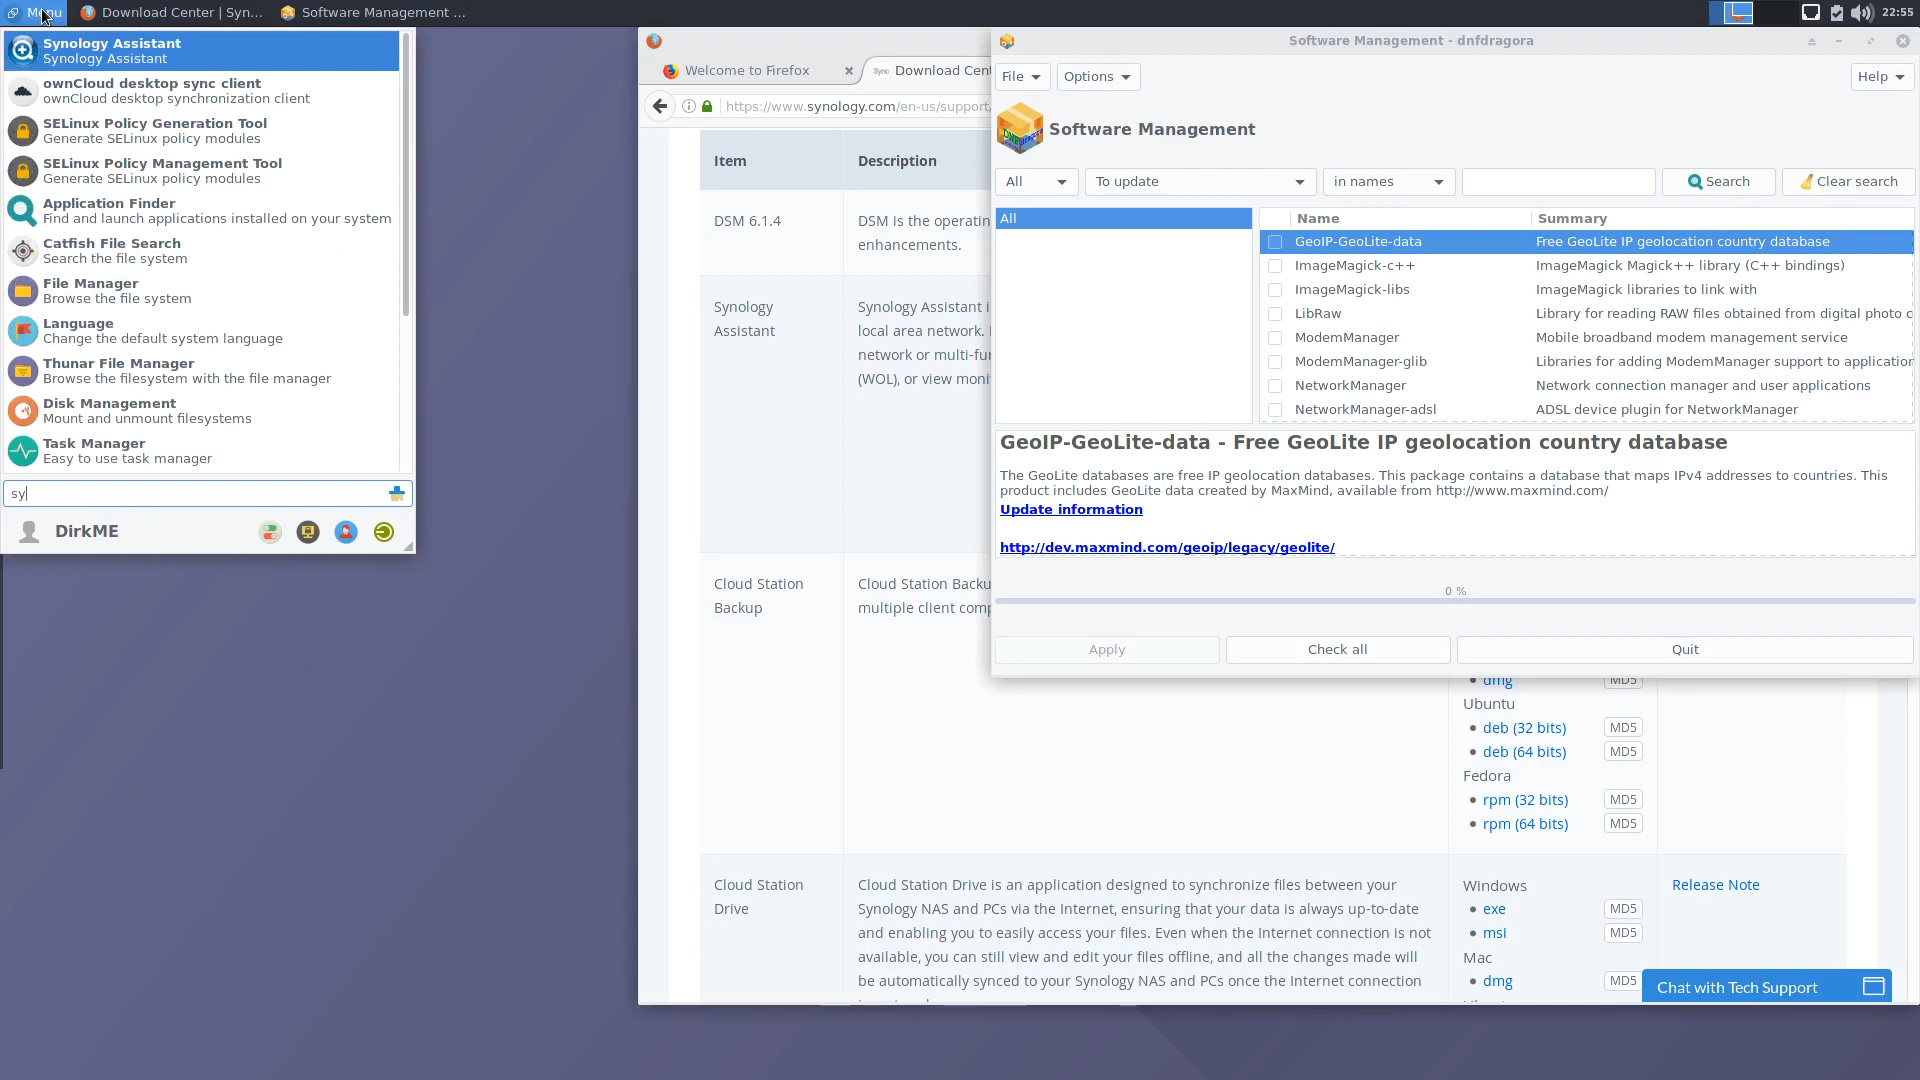 Menu
Download Center | Syn...
Software Management ...
22:55
Synology Assistant
Synology Assistant
ownCloud desktop sync client
ownCloud desktop synchronization client
SELinux Policy Generation Tool
Generate SELinux policy modules
SELinux Policy Management Tool
Generate SELinux policy modules
Application Finder
Find and launch applications installed on your system
Catfish File Search
Search the file system
File Manager
Browse the file system
Language
Change the default system language
Thunar File Manager
Browse the filesystem with the file manager
Disk Management
Mount and unmount filesystems
Task Manager
Easy to use task manager
sy
DirkME
Welcome to Firefox
Sync Download Cent
https://www.synology.com/en-us/support/
Item Description
DSM 6.1.4
DSM is the operatin
enhancements.
Synology
Assistant
Synology Assistant i
local area network.
network or multi-fu
(WOL), or view moni
Cloud Station
Backup
Cloud Station Backu
multiple client comp
dmg MD5
Ubuntu
deb (32 bits) MD5
deb (64 bits) MD5
Fedora
rpm (32 bits) MD5
rpm (64 bits) MD5
Cloud Station
Drive
Cloud Station Drive is an application designed to synchronize files between your
Synology NAS and PCs via the Internet, ensuring that your data is always up-to-date
and enabling you to easily access your files. Even when the Internet connection is not
available, you can still view and edit your files offline, and all the changes made will
be automatically synced to your Synology NAS and PCs once the Internet connection
Windows
exe MD5
msi MD5
Mac
dmg MD5
Release Note
Chat with Tech Support
Software Management - dnfdragora
File Options Help
Software Management
All To update in names Search Clear search
All
Name Summary
GeoIP-GeoLite-data Free GeoLite IP geolocation country database
ImageMagick-c++ ImageMagick Magick++ library (C++ bindings)
ImageMagick-libs ImageMagick libraries to link with
LibRaw Library for reading RAW files obtained from digital photo c
ModemManager Mobile broadband modem management service
ModemManager-glib Libraries for adding ModemManager support to application
NetworkManager Network connection manager and user applications
NetworkManager-adsl ADSL device plugin for NetworkManager
GeoIP-GeoLite-data - Free GeoLite IP geolocation country database
The GeoLite databases are free IP geolocation databases. This package contains a database that maps IPv4 addresses to countries. This
product includes GeoLite data created by MaxMind, available from http://www.maxmind.com/
Update information
http://dev.maxmind.com/geoip/legacy/geolite/
0 %
Apply Check all Quit